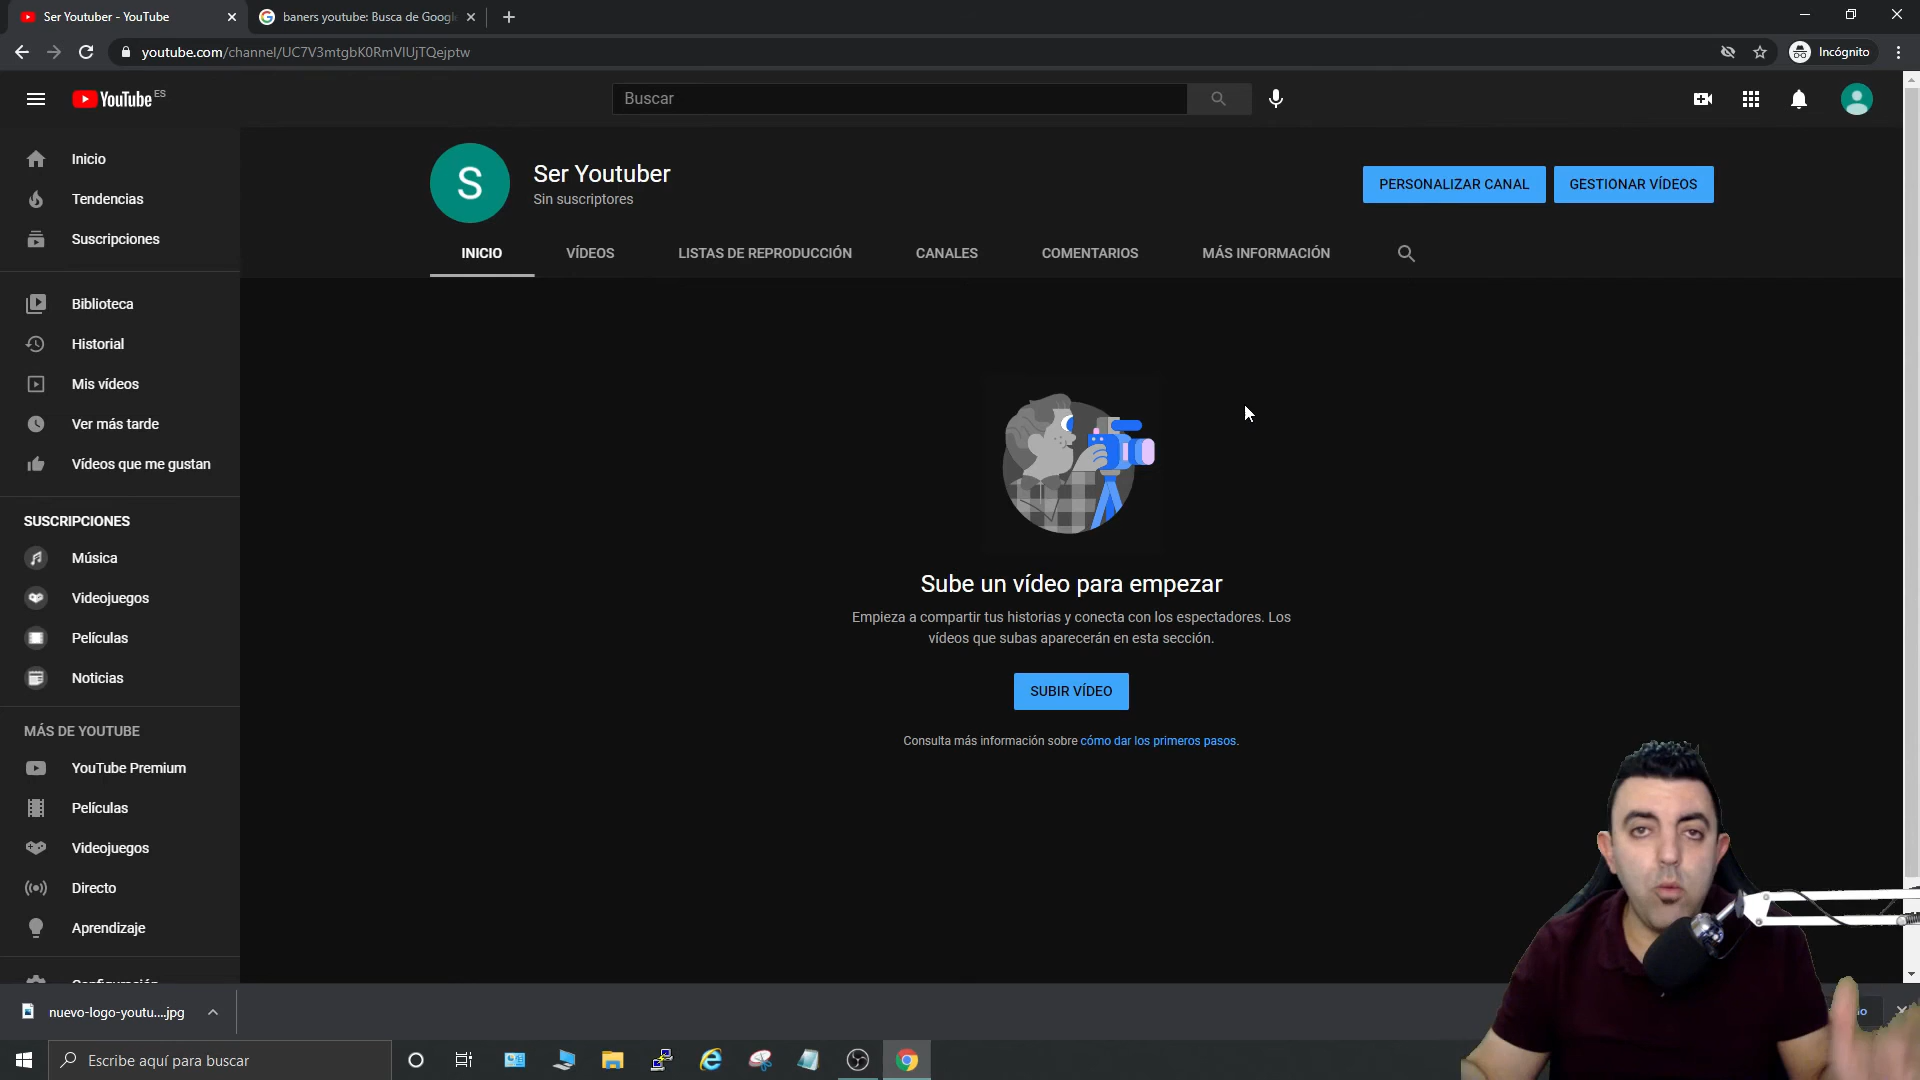 Ser Youtuber - YouTube
baners youtube: Busca de Google
youtube.com/channel/UC7V3mtgbK0RmVIUjTQejptw
Incógnito
YouTube ES
Buscar
Inicio
Tendencias
Suscripciones
Biblioteca
Historial
Mis vídeos
Ver más tarde
Vídeos que me gustan
SUSCRIPCIONES
Música
Videojuegos
Películas
Noticias
MÁS DE YOUTUBE
YouTube Premium
Películas
Videojuegos
Directo
Aprendizaje
Configuración
S
Ser Youtuber
Sin suscriptores
PERSONALIZAR CANAL
GESTIONAR VÍDEOS
INICIO
VÍDEOS
LISTAS DE REPRODUCCIÓN
CANALES
COMENTARIOS
MÁS INFORMACIÓN
Sube un vídeo para empezar
Empieza a compartir tus historias y conecta con los espectadores. Los
vídeos que subas aparecerán en esta sección.
SUBIR VÍDEO
Consulta más información sobre cómo dar los primeros pasos.
nuevo-logo-youtu....jpg
Escribe aquí para buscar